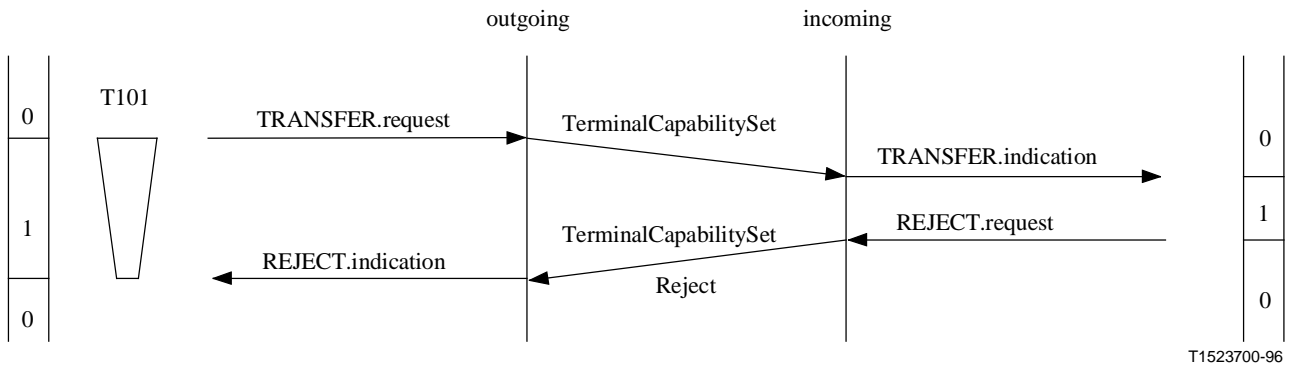 outgoing
incoming
T101
0
TRANSFER.request
TerminalCapabilitySet
0
TRANSFER.indication
1
1
REJECT.request
TerminalCapabilitySet
REJECT.indication
Reject
0
0
T1523700-96